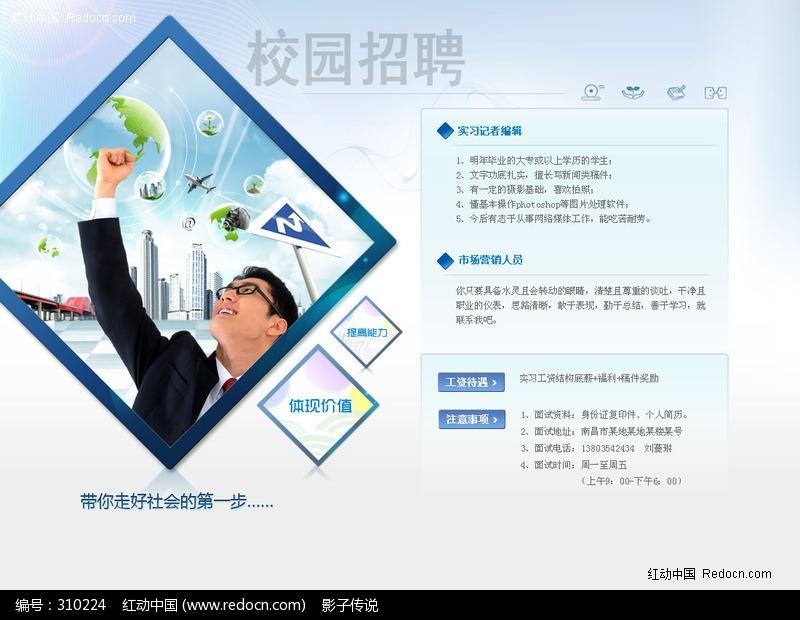 红动中国 Redocn.com
校园招聘
实习记者编辑
1、明年毕业的大专或以上学历的学生；
2、文字功底扎实，擅长写新闻类稿件；
3、有一定的摄影基础，喜欢拍照；
4、懂基本操作photoshop等图片处理软件；
5、今后有志于从事网络媒体工作，能吃苦耐劳。
市场营销人员
你只要具备水灵且会转动的眼睛，清楚且尊重的谈吐，干净且
职业的仪表，思路清晰，敢于表现，勤于总结，善于学习，就
联系我吧。
@
N
提高能力
体现价值
工资待遇 >
实习工资结构底薪+福利+稿件奖励
注意事项 >
1、面试资料：身份证复印件、个人简历。
2、面试地址：南昌市某地某地某楼某号
3、面试电话：13803542434 刘蔷琳
4、面试时间：周一至周五
（上午9：00-下午6：00）
带你走好社会的第一步……
红动中国 Redocn.com
编号：310224 红动中国 (www.redocn.com) 影子传说